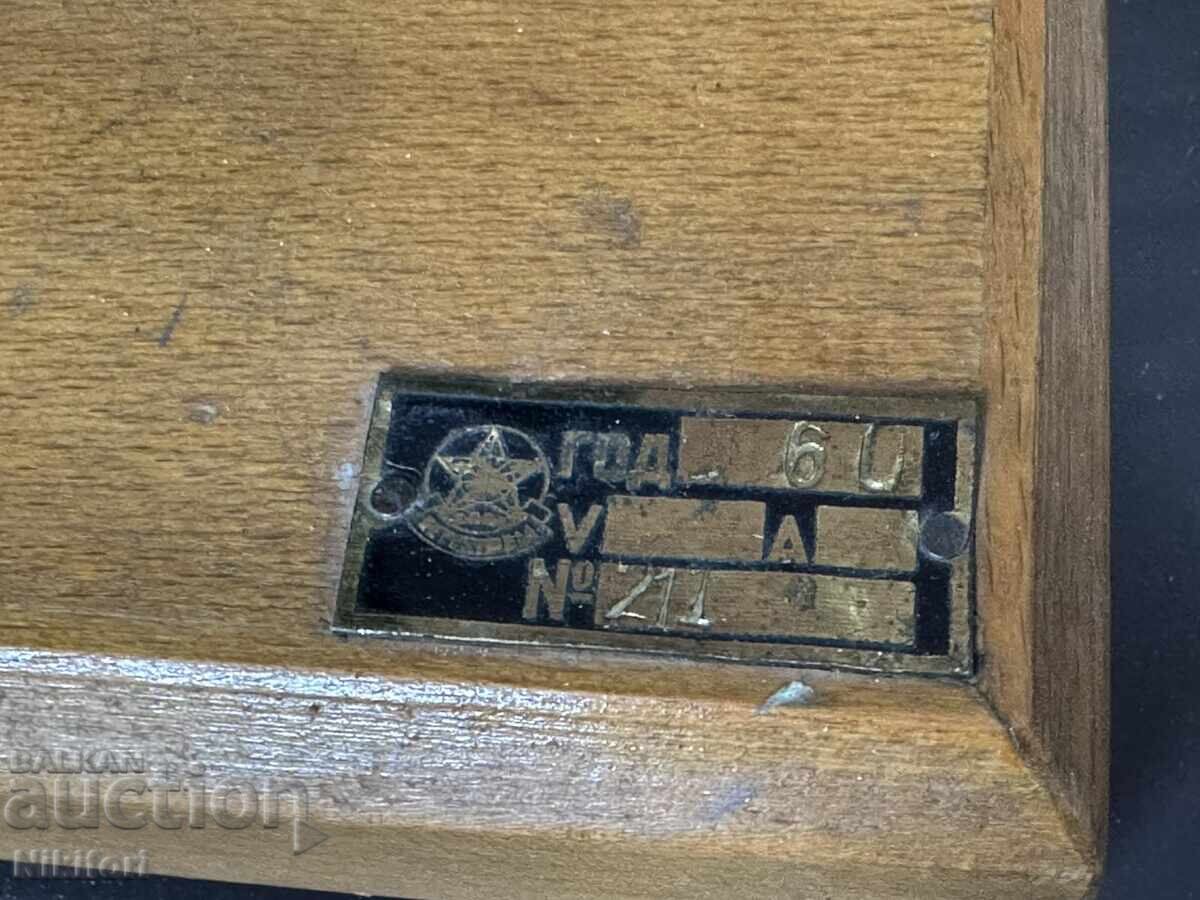 ГОД. 60
V A
№ 211
BALKAN
auction
Nikifori